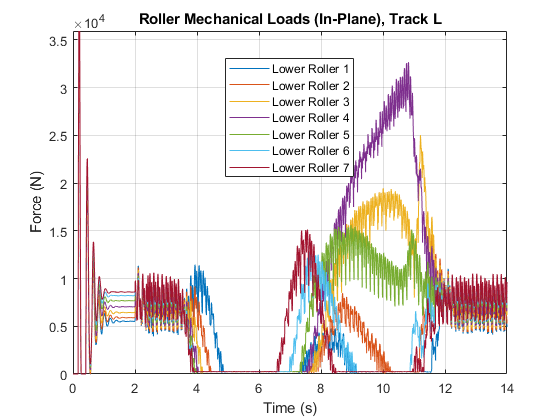 Roller Mechanical Loads (In-Plane), Track L
×10⁴
3.5
3
2.5
2
1.5
1
0.5
0
Force (N)
Lower Roller 1
Lower Roller 2
Lower Roller 3
Lower Roller 4
Lower Roller 5
Lower Roller 6
Lower Roller 7
0 2 4 6 8 10 12 14
Time (s)